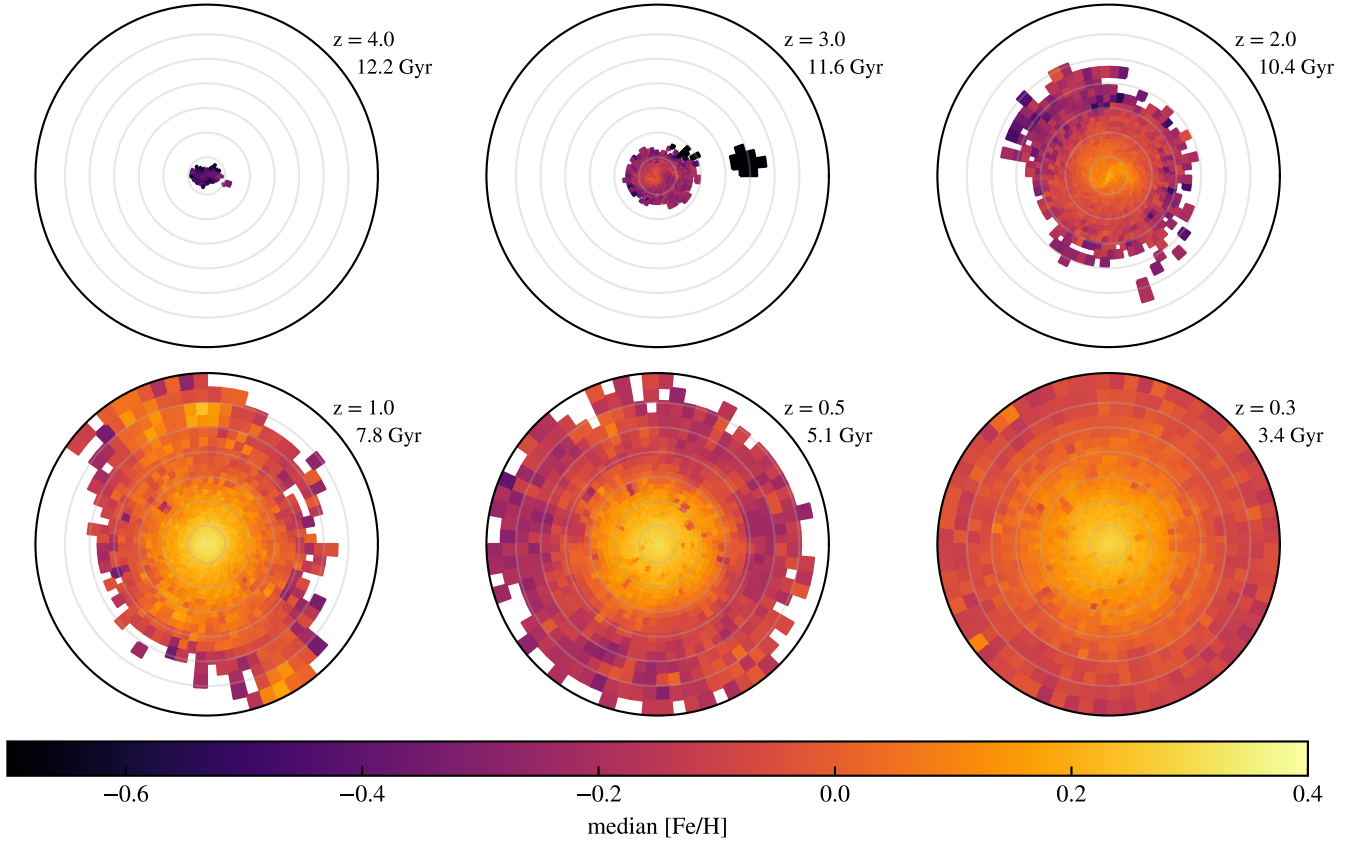 z = 4.0
12.2 Gyr
z = 3.0
11.6 Gyr
z = 2.0
10.4 Gyr
z = 1.0
7.8 Gyr
z = 0.5
5.1 Gyr
z = 0.3
3.4 Gyr
−0.6 −0.4 −0.2 0.0 0.2 0.4
median [Fe/H]